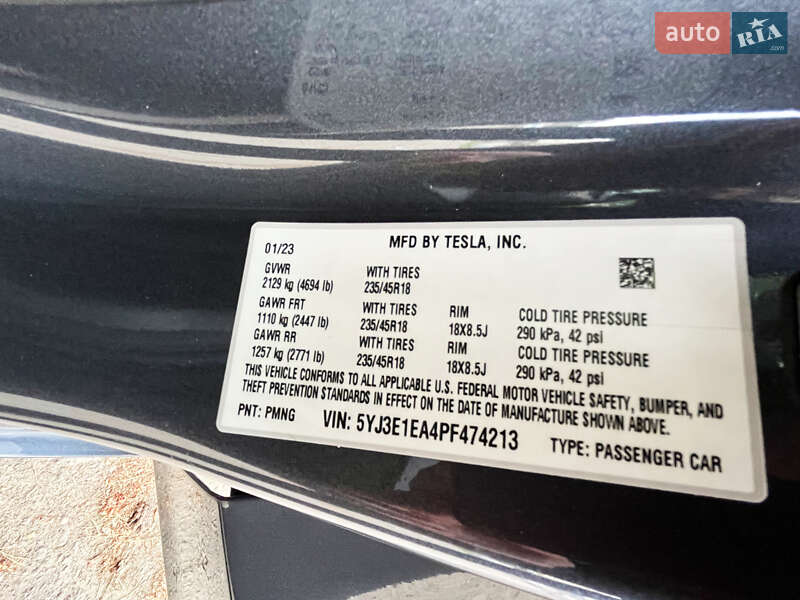 auto RIA .com
MFD BY TESLA, INC.
01/23
GVWR WITH TIRES
2129 kg (4694 lb) 235/45R18
GAWR FRT WITH TIRES RIM COLD TIRE PRESSURE
1110 kg (2447 lb) 235/45R18 18X8.5J 290 kPa, 42 psi
GAWR RR WITH TIRES RIM COLD TIRE PRESSURE
1257 kg (2771 lb) 235/45R18 18X8.5J 290 kPa, 42 psi
THIS VEHICLE CONFORMS TO ALL APPLICABLE U.S. FEDERAL MOTOR VEHICLE SAFETY, BUMPER, AND
THEFT PREVENTION STANDARDS IN EFFECT ON THE DATE OF MANUFACTURE SHOWN ABOVE.
PNT: PMNG VIN: 5YJ3E1EA4PF474213 TYPE: PASSENGER CAR